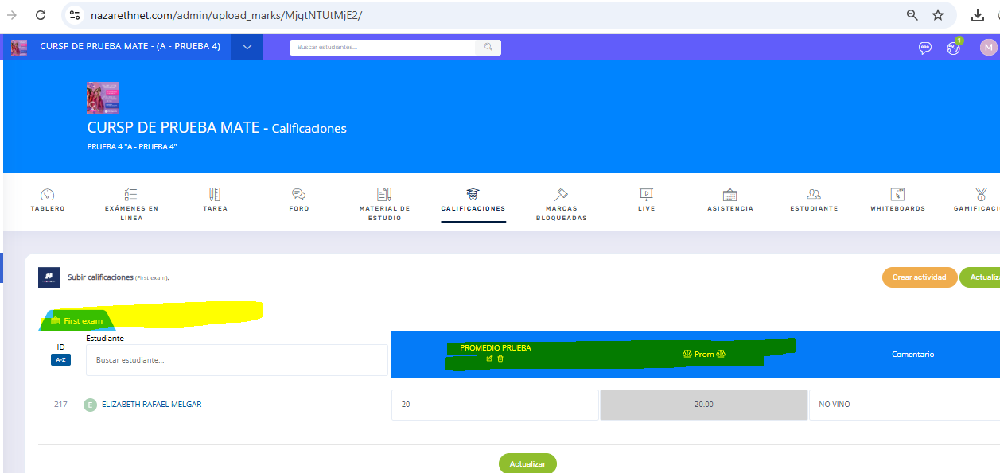 nazarethnet.com/admin/upload_marks/MjgtNTUtMjE2/
CURSP DE PRUEBA MATE - (A - PRUEBA 4)
Buscar estudiantes...
1
M
CURSP DE PRUEBA MATE - Calificaciones
PRUEBA 4 "A - PRUEBA 4"
TABLERO
EXÁMENES EN
LÍNEA
TAREA
FORO
MATERIAL DE
ESTUDIO
CALIFICACIONES
MARCAS
BLOQUEADAS
LIVE
ASISTENCIA
ESTUDIANTE
WHITEBOARDS
GAMIFICACI
Subir calificaciones (First exam).
Crear actividad
Actualiz
First exam
ID
A-Z
Estudiante
Buscar estudiante...
PROMEDIO PRUEBA
Prom
Comentario
217
E
ELIZABETH RAFAEL MELGAR
20
20.00
NO VINO
Actualizar